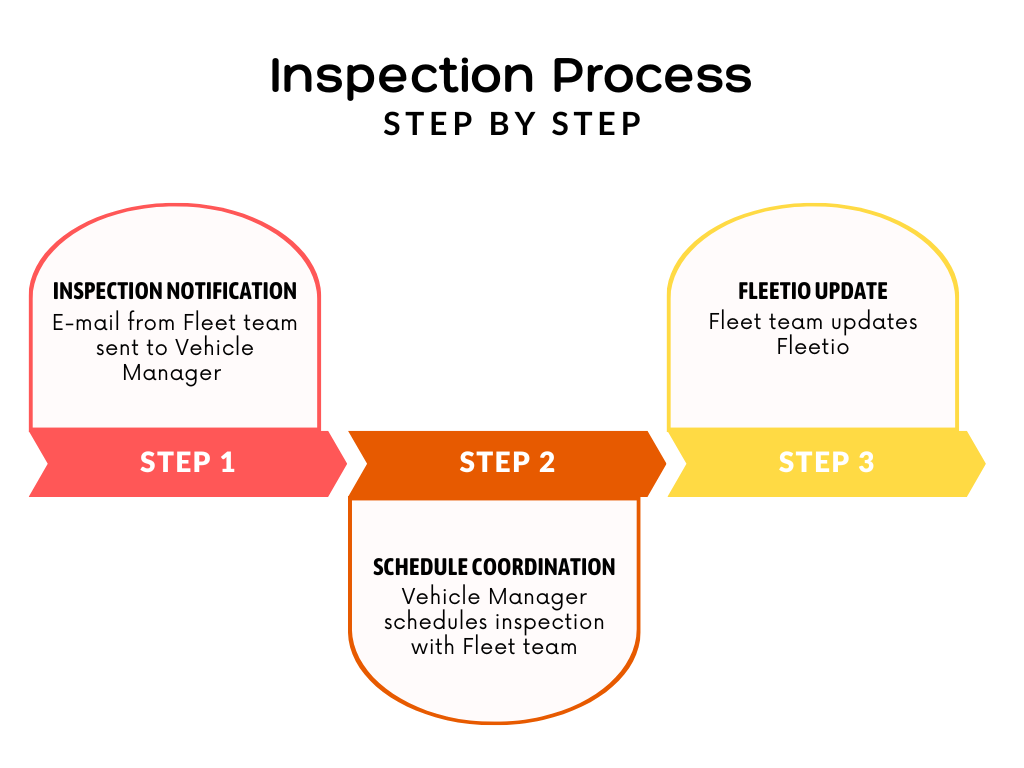 Inspection Process
STEP BY STEP
INSPECTION NOTIFICATION
E-mail from Fleet team
sent to Vehicle
Manager
STEP 1
STEP 2
SCHEDULE COORDINATION
Vehicle Manager
schedules inspection
with Fleet team
FLEETIO UPDATE
Fleet team updates
Fleetio
STEP 3